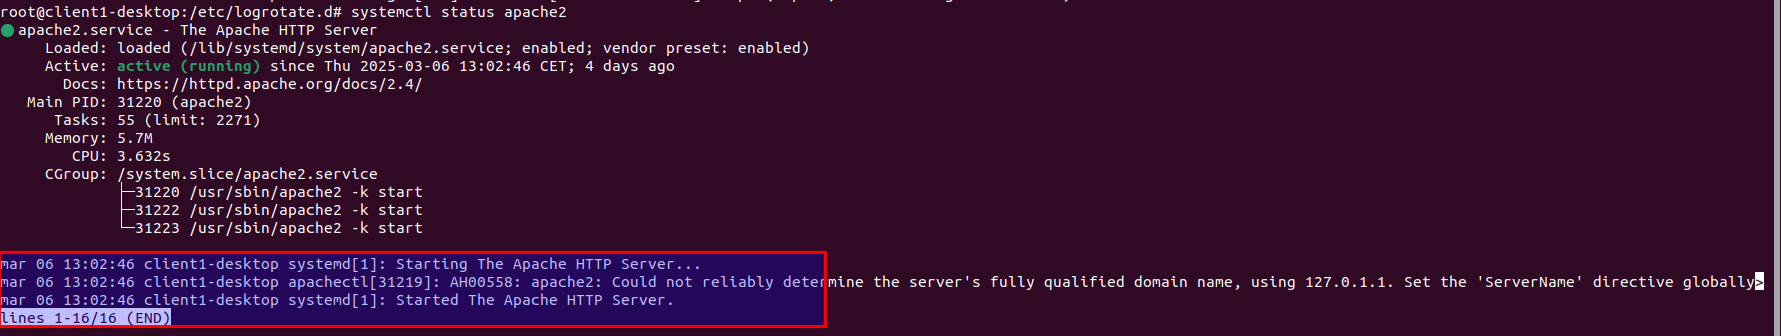 root@client1-desktop:/etc/logrotate.d# systemctl status apache2
● apache2.service - The Apache HTTP Server
     Loaded: loaded (/lib/systemd/system/apache2.service; enabled; vendor preset: enabled)
     Active: active (running) since Thu 2025-03-06 13:02:46 CET; 4 days ago
       Docs: https://httpd.apache.org/docs/2.4/
   Main PID: 31220 (apache2)
      Tasks: 55 (limit: 2271)
     Memory: 5.7M
        CPU: 3.632s
     CGroup: /system.slice/apache2.service
             ├─31220 /usr/sbin/apache2 -k start
             ├─31222 /usr/sbin/apache2 -k start
             └─31223 /usr/sbin/apache2 -k start
mar 06 13:02:46 client1-desktop systemd[1]: Starting The Apache HTTP Server...
mar 06 13:02:46 client1-desktop apachectl[31219]: AH00558: apache2: Could not reliably determine the server's fully qualified domain name, using 127.0.1.1. Set the 'ServerName' directive globally>
mar 06 13:02:46 client1-desktop systemd[1]: Started The Apache HTTP Server.
lines 1-16/16 (END)